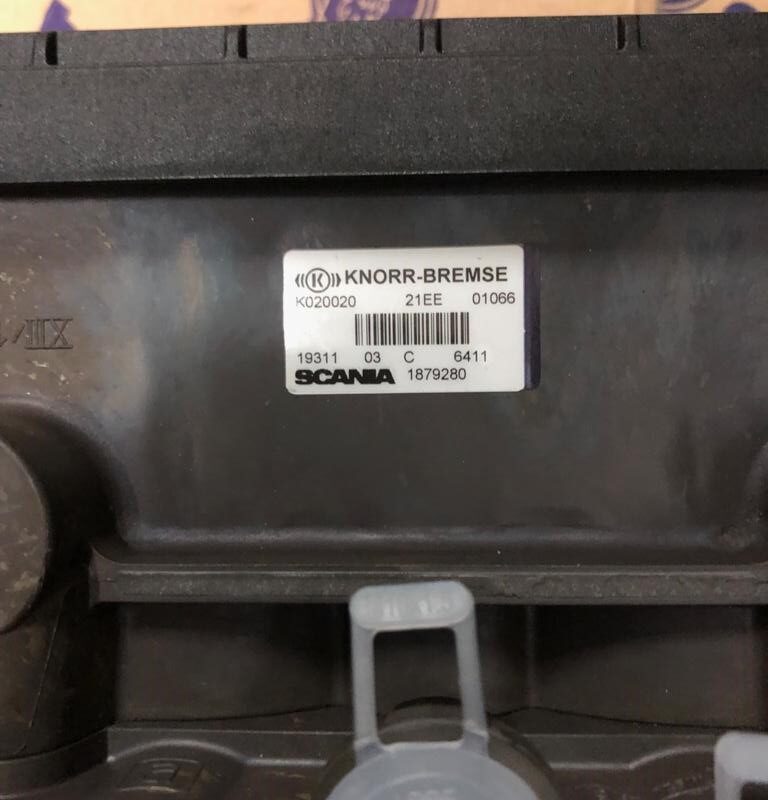 KNORR-BREMSE
K020020 21EE 01066
19311 03 C 6411
SCANIA 1879280